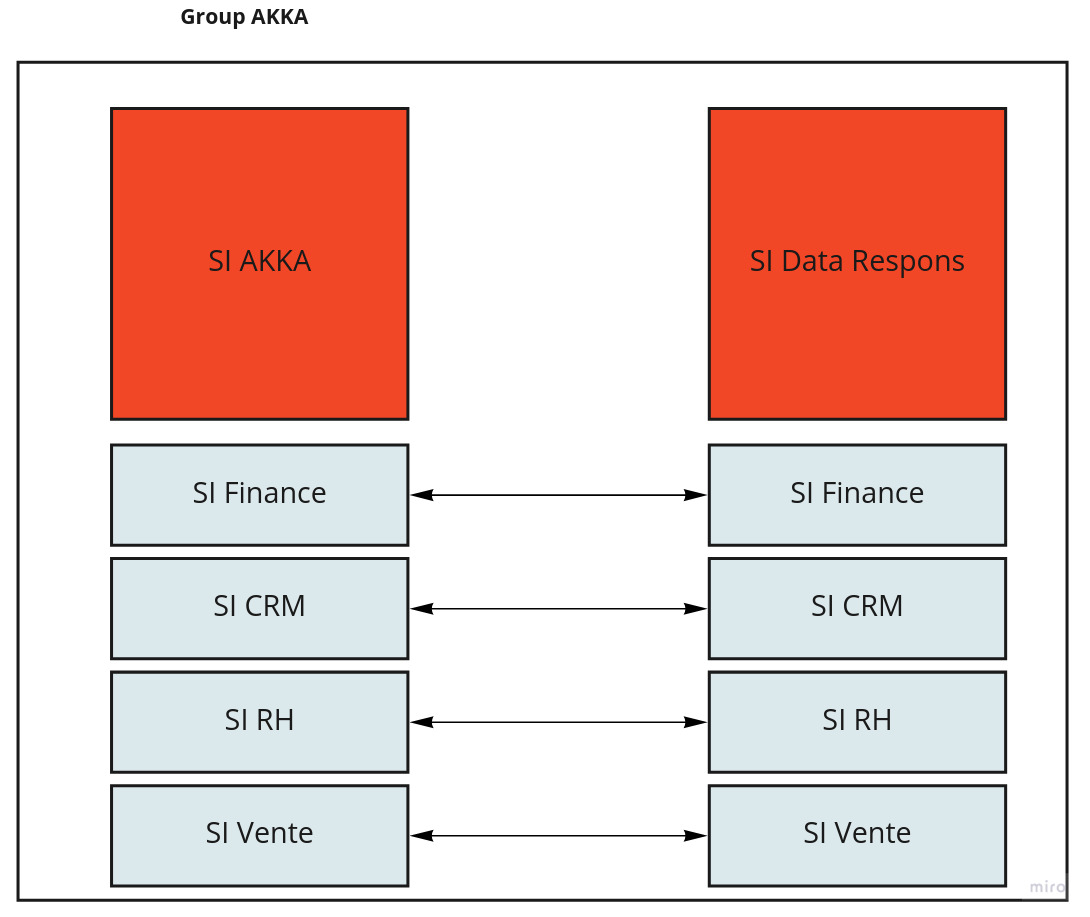 Group AKKA
SI AKKA
SI Data Respons
SI Finance
SI Finance
SI CRM
SI CRM
SI RH
SI RH
SI Vente
SI Vente
miro